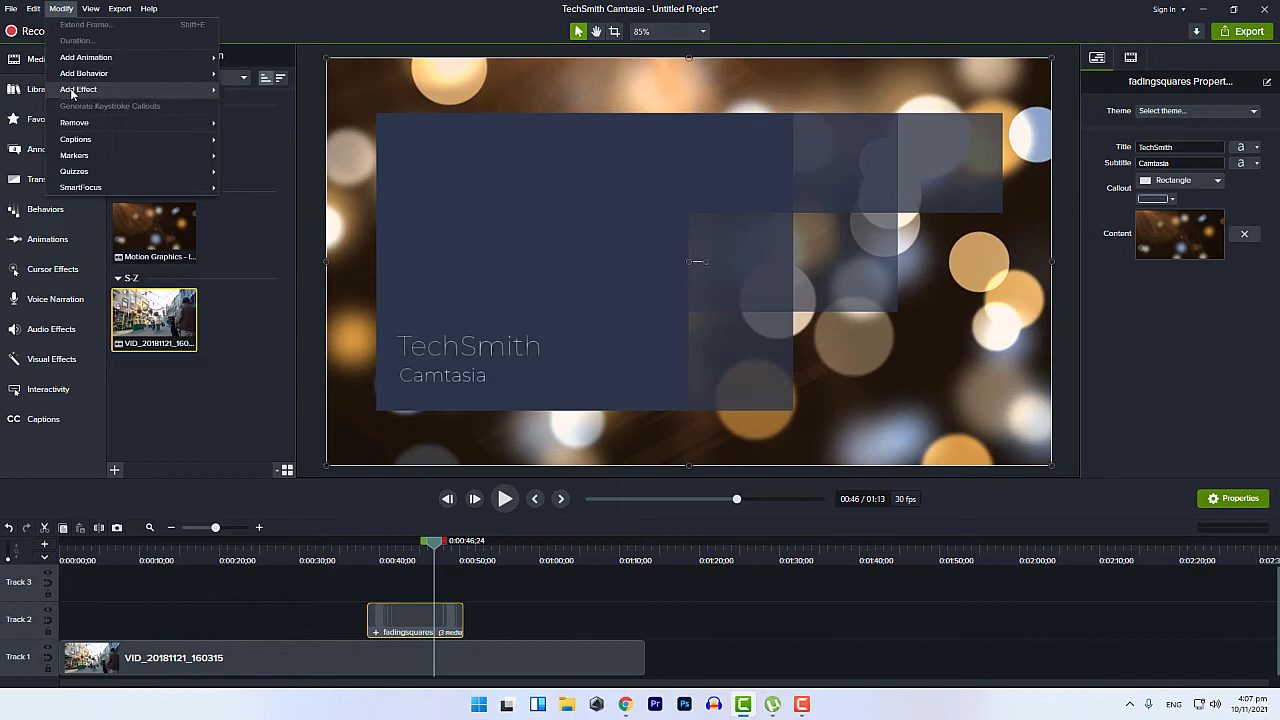 File Edit Modify View Export Help
TechSmith Camtasia - Untitled Project*
Sign In
Extend Frame... Shift+E
Duration...
Add Animation
Add Behavior
Add Effect
Generate Keystroke Callouts
Remove
Captions
Markers
Quizzes
SmartFocus
85%
Export
Behaviors
Animations
Cursor Effects
Voice Narration
Audio Effects
Visual Effects
Interactivity
CC Captions
Motion Graphics - I...
S-Z
VID_20181121_160...
TechSmith
Camtasia
fadingsquares Propert...
Theme Select theme...
Title TechSmith
Subtitle Camtasia
Callout Rectangle
Content
00:46 / 01:13 30 fps
Properties
0:00:46;24
0:00:00;00 0:00:10;00 0:00:20;00 0:00:30;00 0:00:40;00 0:00:50;00 0:01:00;00 0:01:10;00 0:01:20;00 0:01:30;00 0:01:40;00 0:01:50;00 0:02:00;00 0:02:10;00 0:02:20;00
Track 3
Track 2
fadingsquares (3 media
Track 1
VID_20181121_160315
Pr Ps
ENG
10/11/2021